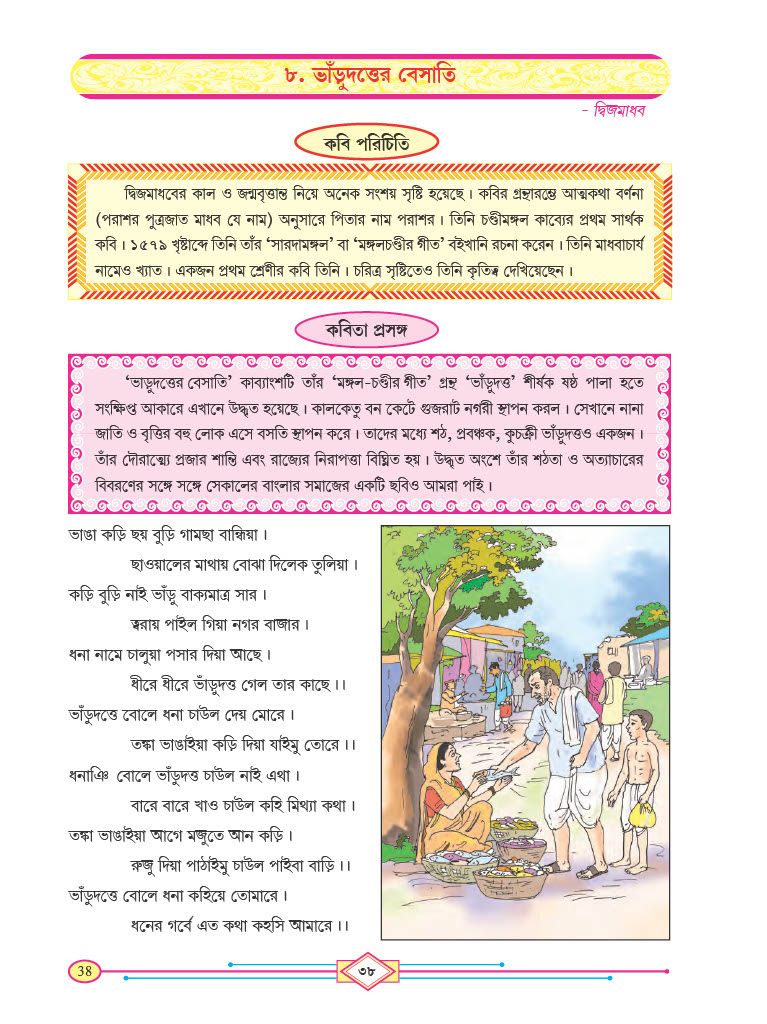 ৮. ভাঁড়ুদত্তের বেসাতি
- দ্বিজমাধব
কবি পরিচিতি
দ্বিজমাধবের কাল ও জন্মবৃত্তান্ত নিয়ে অনেক সংশয় সৃষ্টি হয়েছে। কবির গ্রন্থারম্ভে আত্মকথা বর্ণনা
(পরাশর পুত্রজাত মাধব যে নাম) অনুসারে পিতার নাম পরাশর। তিনি চণ্ডীমঙ্গল কাব্যের প্রথম সার্থক
কবি। ১৫৭৯ খৃষ্টাব্দে তিনি তাঁর ‘সারদামঙ্গল’ বা ‘মঙ্গলচণ্ডীর গীত’ বইখানি রচনা করেন। তিনি মাধবাচার্য
নামেও খ্যাত। একজন প্রথম শ্রেণীর কবি তিনি। চরিত্র সৃষ্টিতেও তিনি কৃতিত্ব দেখিয়েছেন।
কবিতা প্রসঙ্গ
‘ভাড়ুদত্তের বেসাতি’ কাব্যাংশটি তাঁর ‘মঙ্গল-চণ্ডীর গীত’ গ্রন্থ ‘ভাঁড়ুদত্ত’ শীর্ষক ষষ্ঠ পালা হতে
সংক্ষিপ্ত আকারে এখানে উদ্ধৃত হয়েছে। কালকেতু বন কেটে গুজরাট নগরী স্থাপন করল। সেখানে নানা
জাতি ও বৃত্তির বহু লোক এসে বসতি স্থাপন করে। তাদের মধ্যে শঠ, প্রবঞ্চক, কুচক্রী ভাঁড়ুদত্তও একজন।
তাঁর দৌরাত্ম্যে প্রজার শান্তি এবং রাজ্যের নিরাপত্তা বিঘ্নিত হয়। উদ্ধৃত অংশে তাঁর শঠতা ও অত্যাচারের
বিবরণের সঙ্গে সঙ্গে সেকালের বাংলার সমাজের একটি ছবিও আমরা পাই।
ভাঙা কড়ি ছয় বুড়ি গামছা বান্ধিয়া।
ছাওয়ালের মাথায় বোঝা দিলেক তুলিয়া।
কড়ি বুড়ি নাই ভাঁড়ু বাক্যমাত্র সার।
ত্বরায় পাইল গিয়া নগর বাজার।
ধনা নামে চালুয়া পসার দিয়া আছে।
ধীরে ধীরে ভাঁড়ুদত্ত গেল তার কাছে।।
ভাঁড়ুদত্তে বোলে ধনা চাউল দেয় মোরে।
তঙ্কা ভাঙাইয়া কড়ি দিয়া যাইমু তোরে।।
ধনাঞি বোলে ভাঁড়ুদত্ত চাউল নাই এথা।
বারে বারে খাও চাউল কহি মিথ্যা কথা।
তঙ্কা ভাঙাইয়া আগে মজুতে আন কড়ি।
রুজু দিয়া পাঠাইমু চাউল পাইবা বাড়ি।।
ভাঁড়ুদত্তে বোলে ধনা কহিয়ে তোমারে।
ধনের গর্বে এত কথা কহসি আমারে।।
38
৩৮